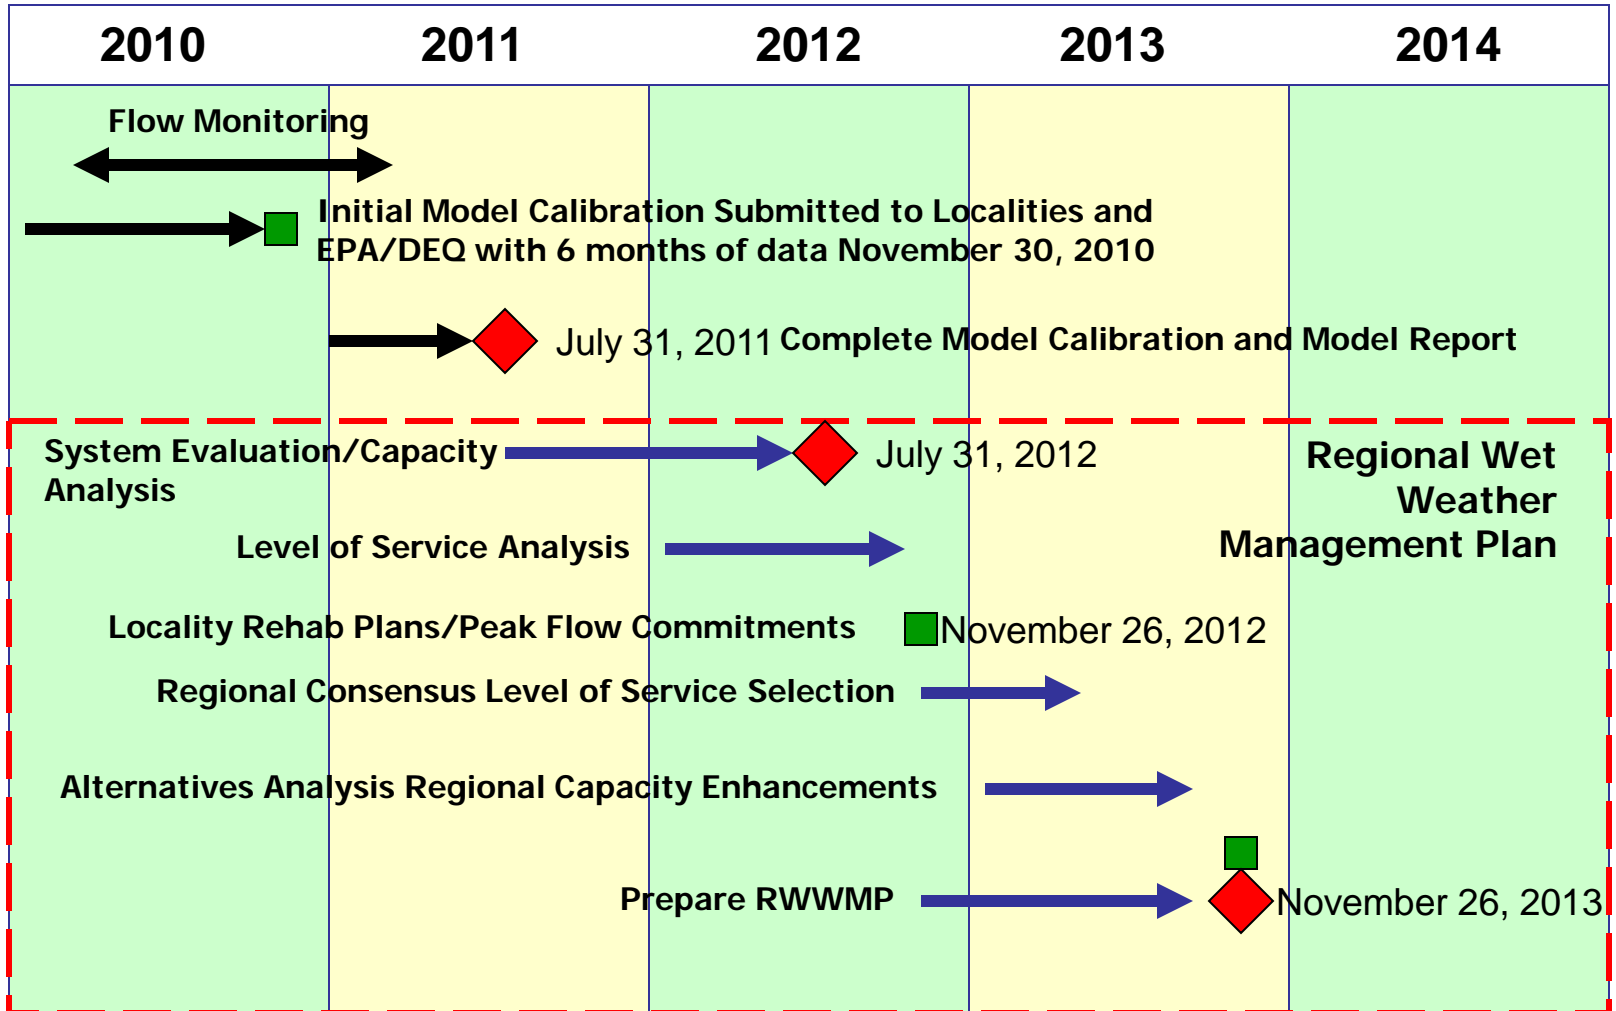 2010 2011 2012 2013 2014
Flow Monitoring
Initial Model Calibration Submitted to Localities and
EPA/DEQ with 6 months of data November 30, 2010
July 31, 2011 Complete Model Calibration and Model Report
System Evaluation/Capacity
Analysis
July 31, 2012
Regional Wet
Weather
Management Plan
Level of Service Analysis
Locality Rehab Plans/Peak Flow Commitments
November 26, 2012
Regional Consensus Level of Service Selection
Alternatives Analysis Regional Capacity Enhancements
Prepare RWWMP
November 26, 2013